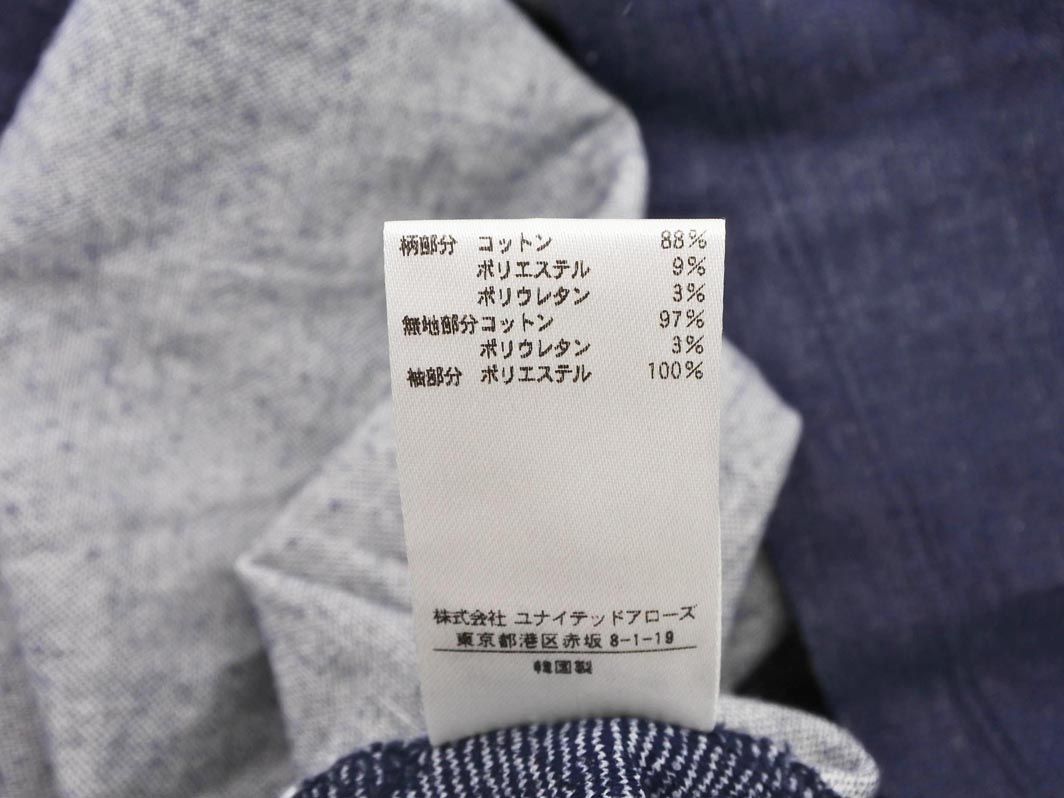 柄部分 コットン 88%
ポリエステル 9%
ポリウレタン 3%
無地部分コットン 97%
ポリウレタン 3%
袖部分 ポリエステル 100%
株式会社 ユナイテッドアローズ
東京都港区赤坂 8-1-19
韓国製